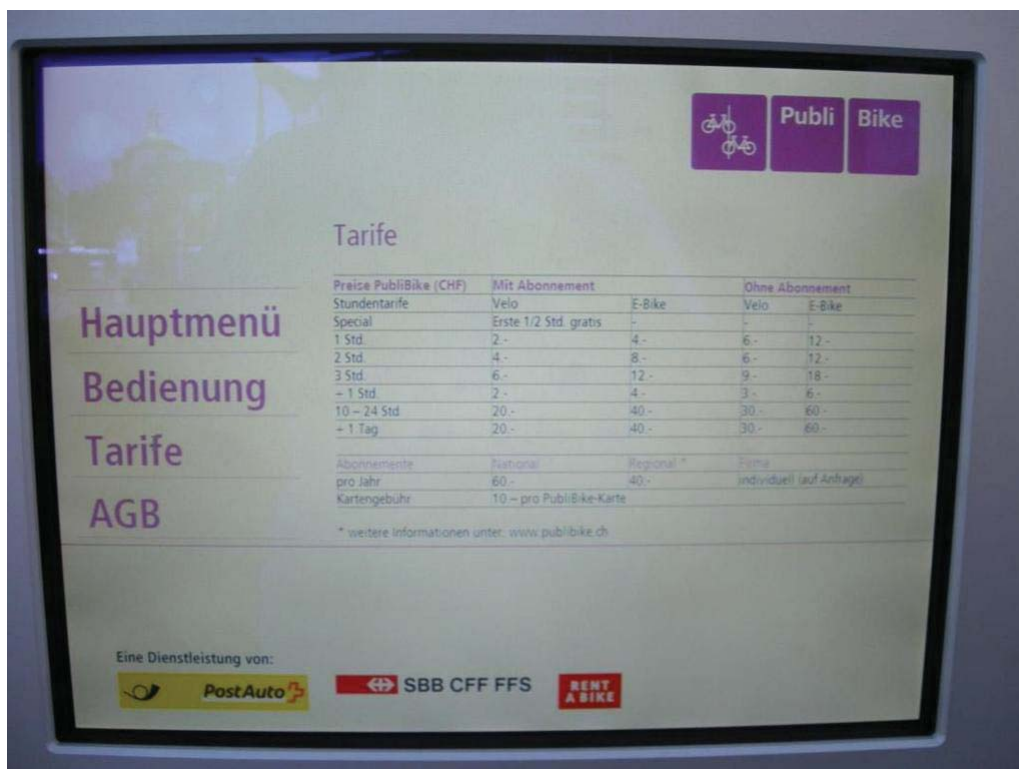 Publi Bike
Tarife
Hauptmenü
Bedienung
Tarife
AGB
Preise PubliBike (CHF) Mit Abonnement Ohne Abonnement
Stundentarife Velo E-Bike Velo E-Bike
Special Erste 1/2 Std. gratis - - -
1 Std. 2.- 4.- 6.- 12.-
2 Std. 4.- 8.- 6.- 12.-
3 Std. 6.- 12.- 9.- 18.-
+ 1 Std. 2.- 4.- 3.- 6.-
10 – 24 Std. 20.- 40.- 30.- 60.-
+ 1 Tag 20.- 40.- 30.- 60.-
Abonnemente National Regional * Firma
pro Jahr 60.- 40.- individuell (auf Anfrage)
Kartengebühr 10.– pro PubliBike-Karte
* weitere Informationen unter: www.publibike.ch
Eine Dienstleistung von:
PostAuto SBB CFF FFS RENT
A BIKE